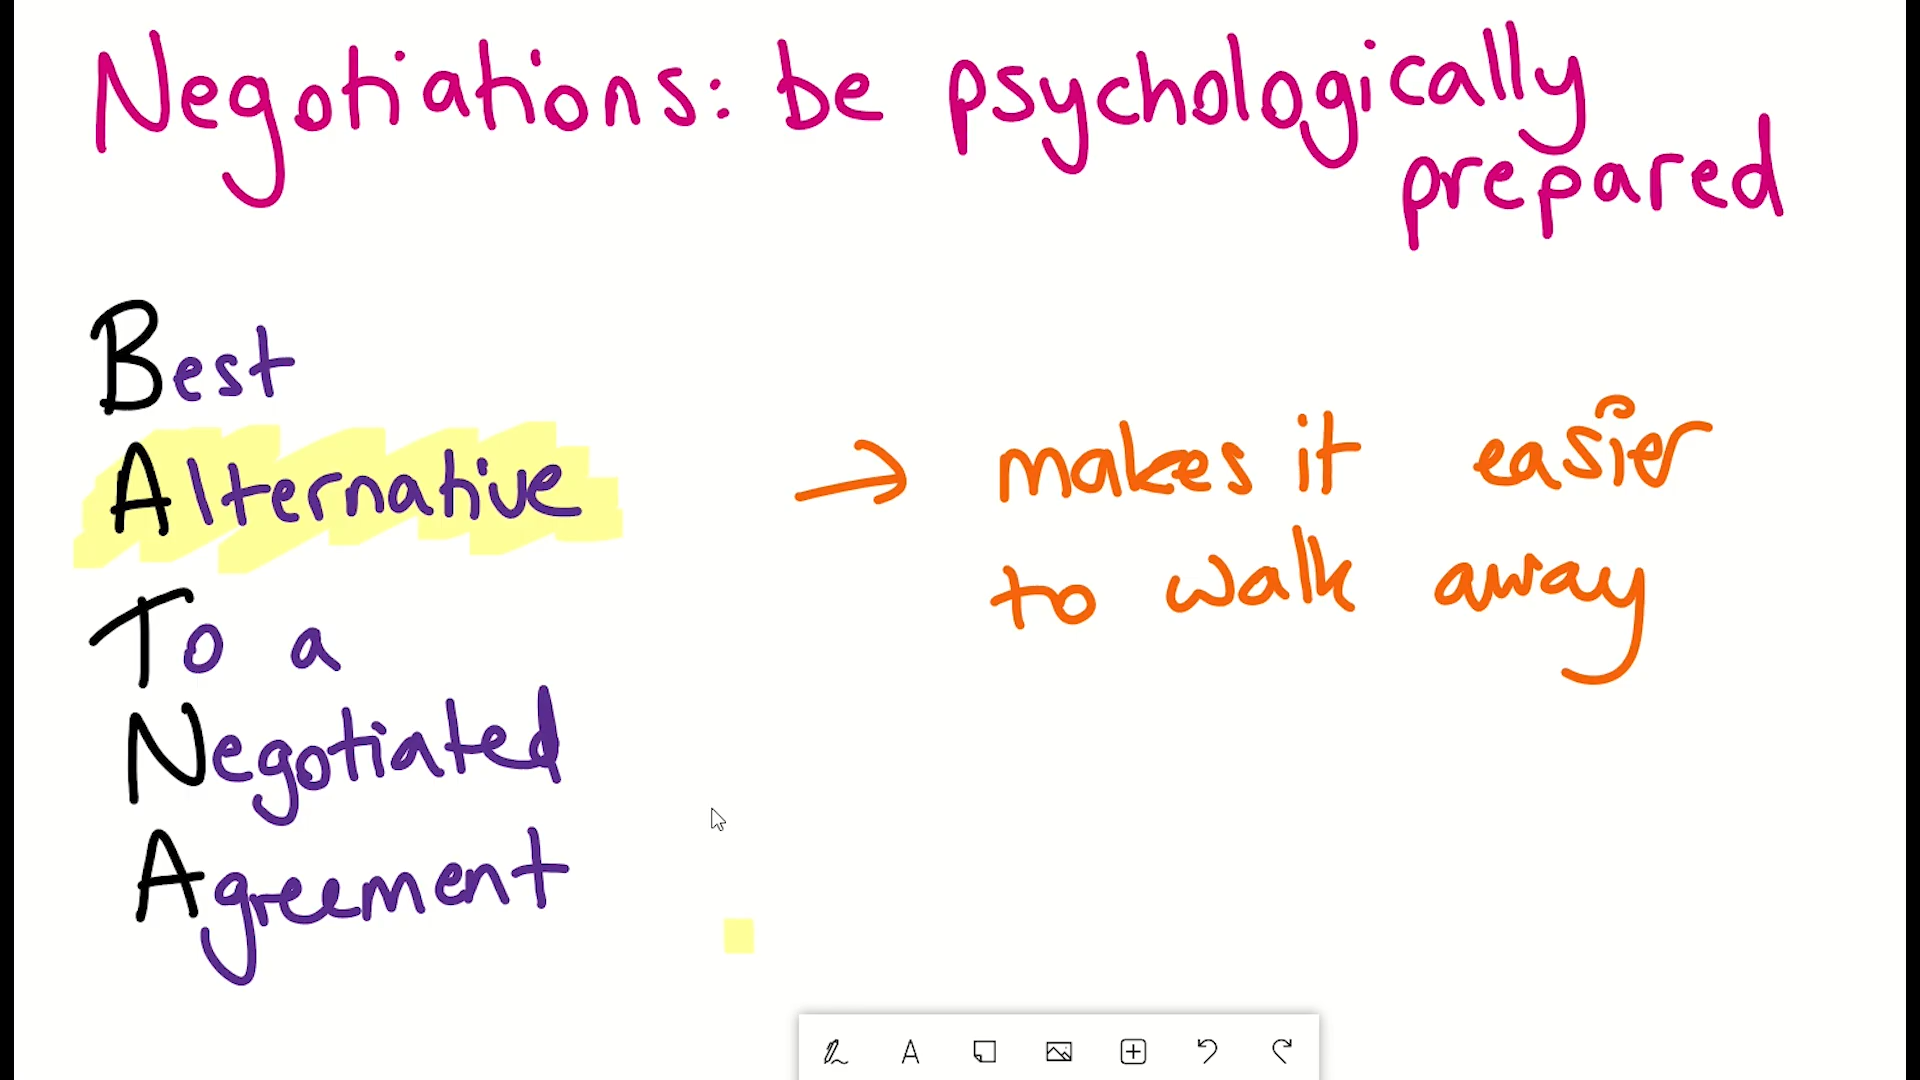 Negotiations: be psychologically
prepared
Best
Alternative
To a
Negotiated
Agreement
→ makes it easier
to walk away